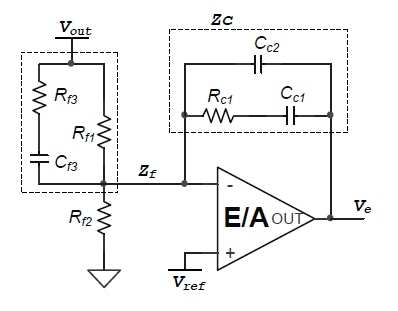 Vout
Zc
Cc2
Rc1
Cc1
Rf3
Rf1
Cf3
Zf
Rf2
-
E/A OUT
Ve
+
Vref